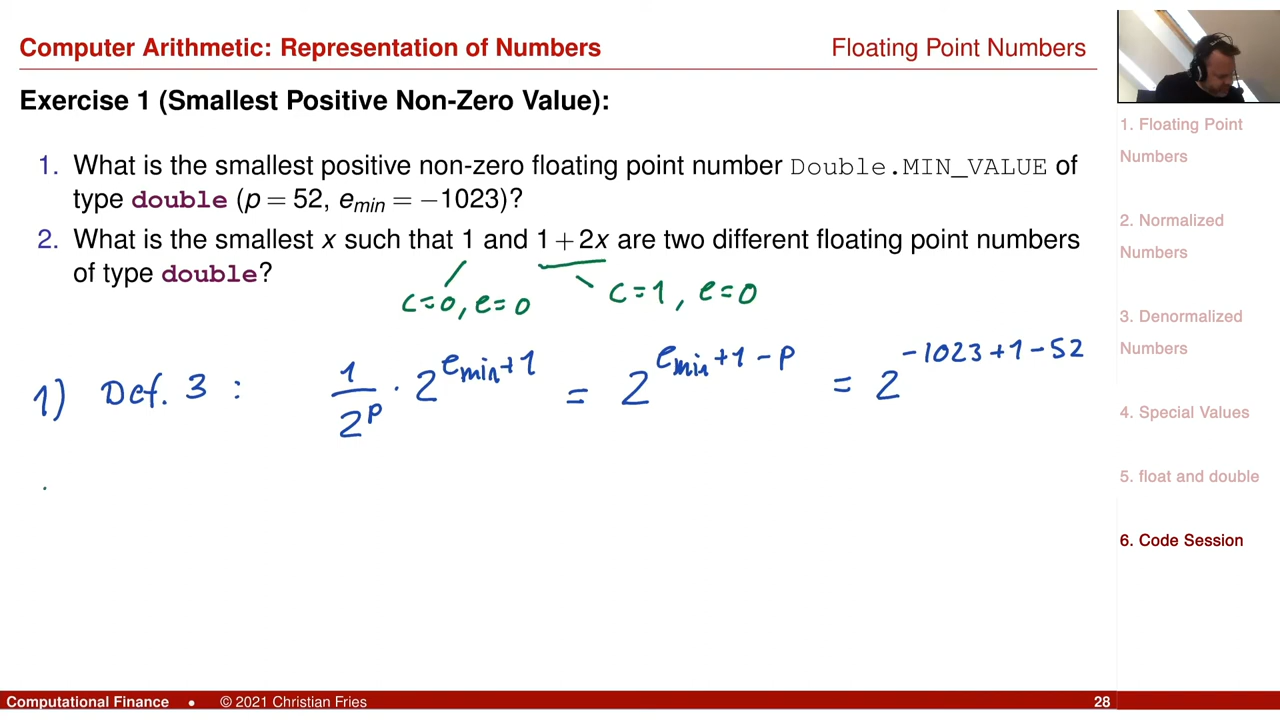 Computer Arithmetic: Representation of Numbers
Floating Point Numbers
Exercise 1 (Smallest Positive Non-Zero Value):
1. What is the smallest positive non-zero floating point number Double.MIN_VALUE of
type double (p = 52, e_min = −1023)?
2. What is the smallest x such that 1 and 1 + 2x are two different floating point numbers
of type double?
c=0, e=0
c=1, e=0
1) Def. 3 : 1/2^p · 2^(e_min+1) = 2^(e_min+1−p) = 2^(−1023+1−52)
1. Floating Point
Numbers
2. Normalized
Numbers
3. Denormalized
Numbers
4. Special Values
5. float and double
6. Code Session
Computational Finance • © 2021 Christian Fries
28